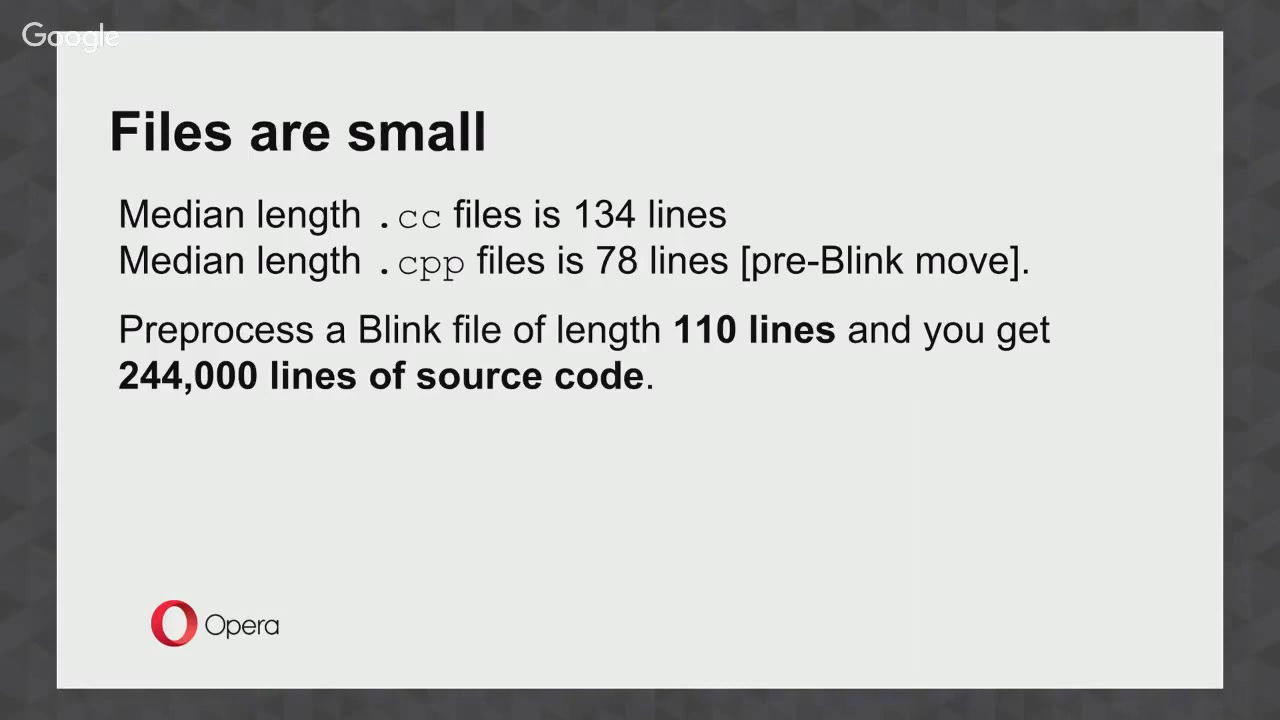 Google
Files are small
Median length .cc files is 134 lines
Median length .cpp files is 78 lines [pre-Blink move].
Preprocess a Blink file of length 110 lines and you get
244,000 lines of source code.
Opera